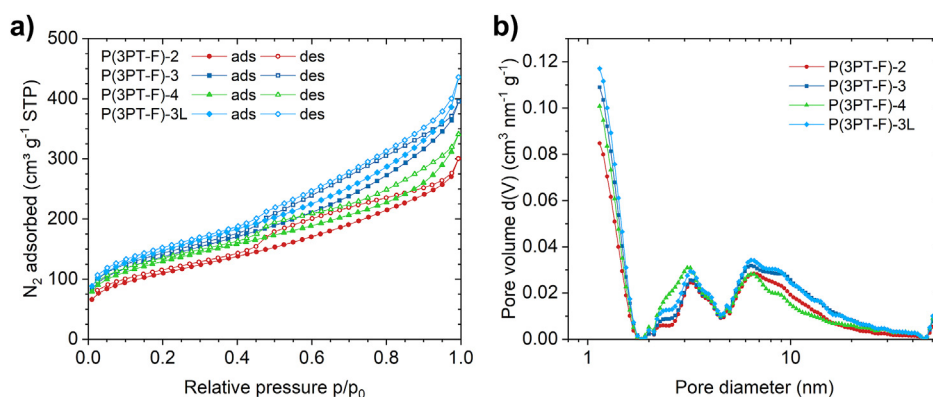 a)
N₂ adsorbed (cm³ g⁻¹ STP)
500
400
300
200
100
0
P(3PT-F)-2 ads des
P(3PT-F)-3 ads des
P(3PT-F)-4 ads des
P(3PT-F)-3L ads des
0.0 0.2 0.4 0.6 0.8 1.0
Relative pressure p/p₀
b)
Pore volume d(V) (cm³ nm⁻¹ g⁻¹)
0.12
0.10
0.08
0.06
0.04
0.02
0.00
P(3PT-F)-2
P(3PT-F)-3
P(3PT-F)-4
P(3PT-F)-3L
1 10
Pore diameter (nm)